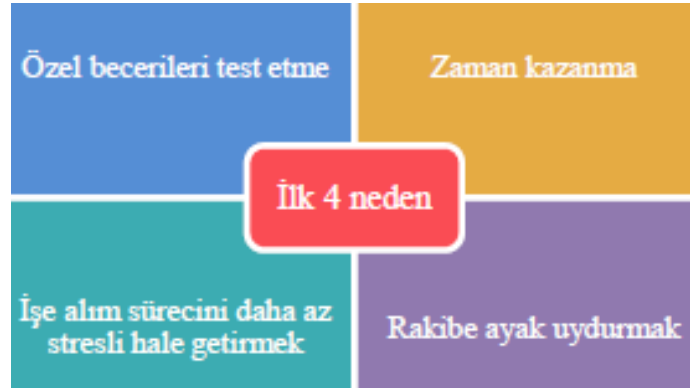 Özel becerileri test etme
Zaman kazanma
İlk 4 neden
İşe alım sürecini daha az
stresli hale getirmek
Rakibe ayak uydurmak